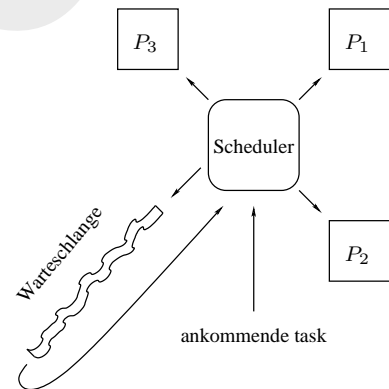 P3 P1
Scheduler
Warteschlange
P2
ankommende task